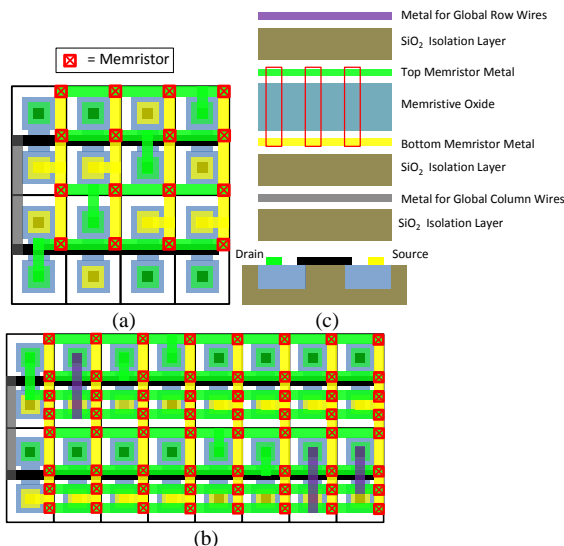 Metal for Global Row Wires
SiO2 Isolation Layer
= Memristor
Top Memristor Metal
Memristive Oxide
Bottom Memristor Metal
SiO2 Isolation Layer
Metal for Global Column Wires
SiO2 Isolation Layer
Drain
Source
(a)
(c)
(b)